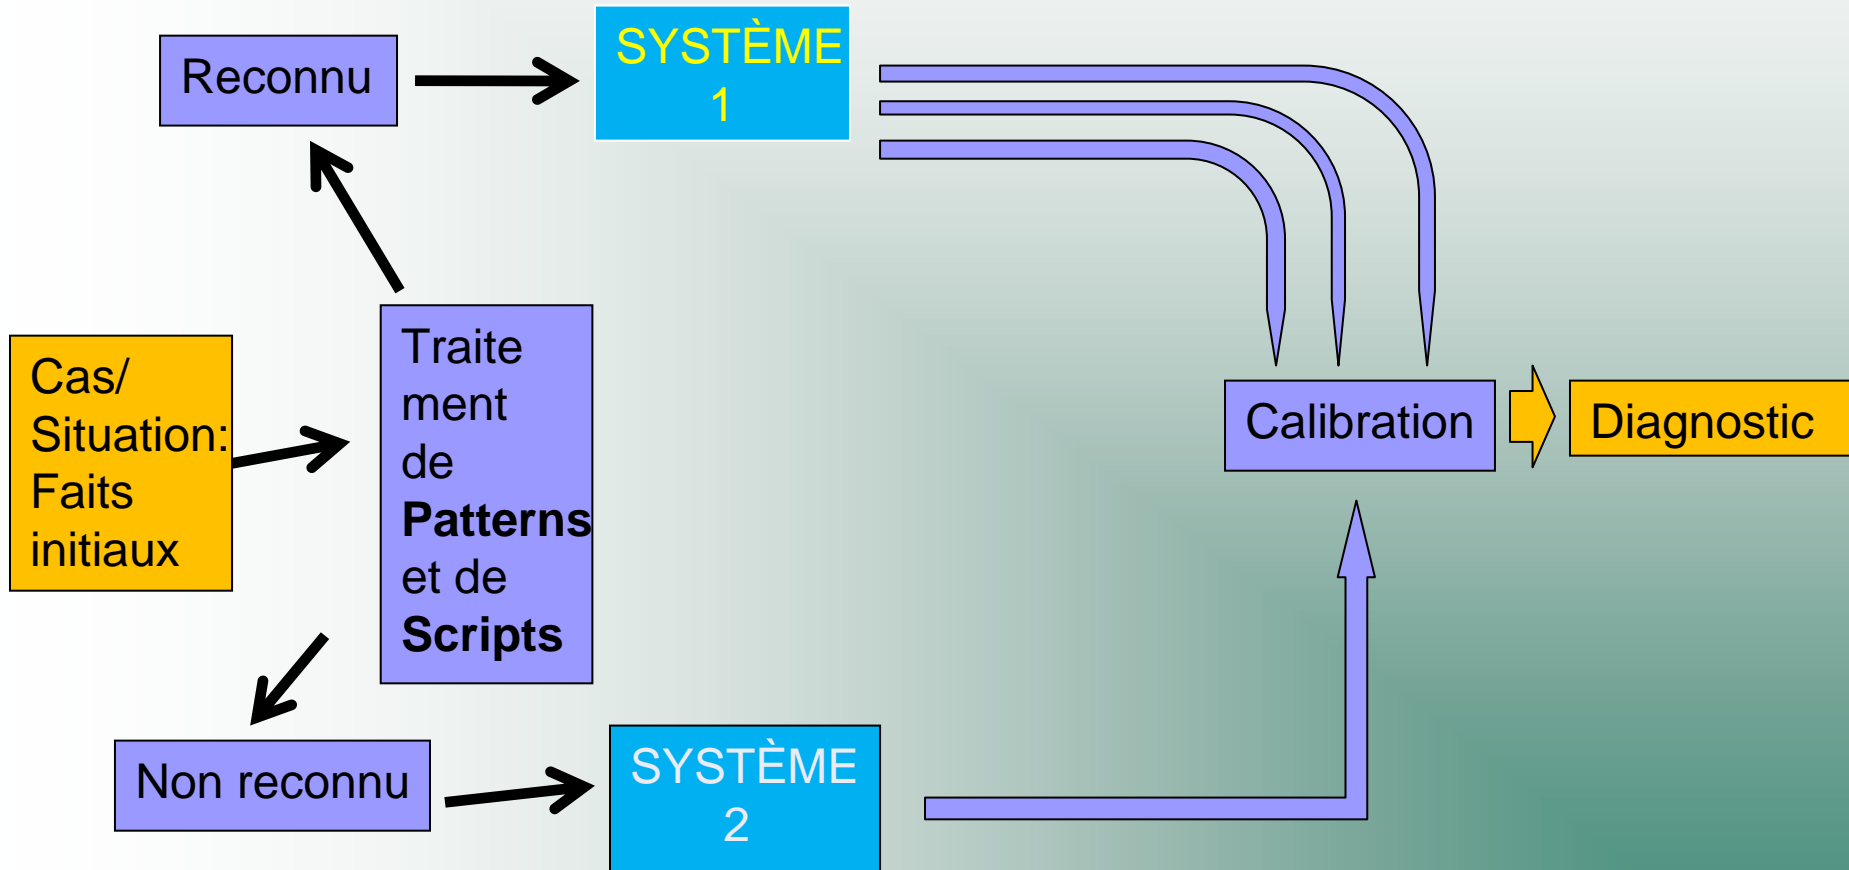 Reconnu
SYSTÈME
1
Cas/
Situation:
Faits
initiaux
Traite
ment
de
Patterns
et de
Scripts
Calibration
Diagnostic
Non reconnu
SYSTÈME
2